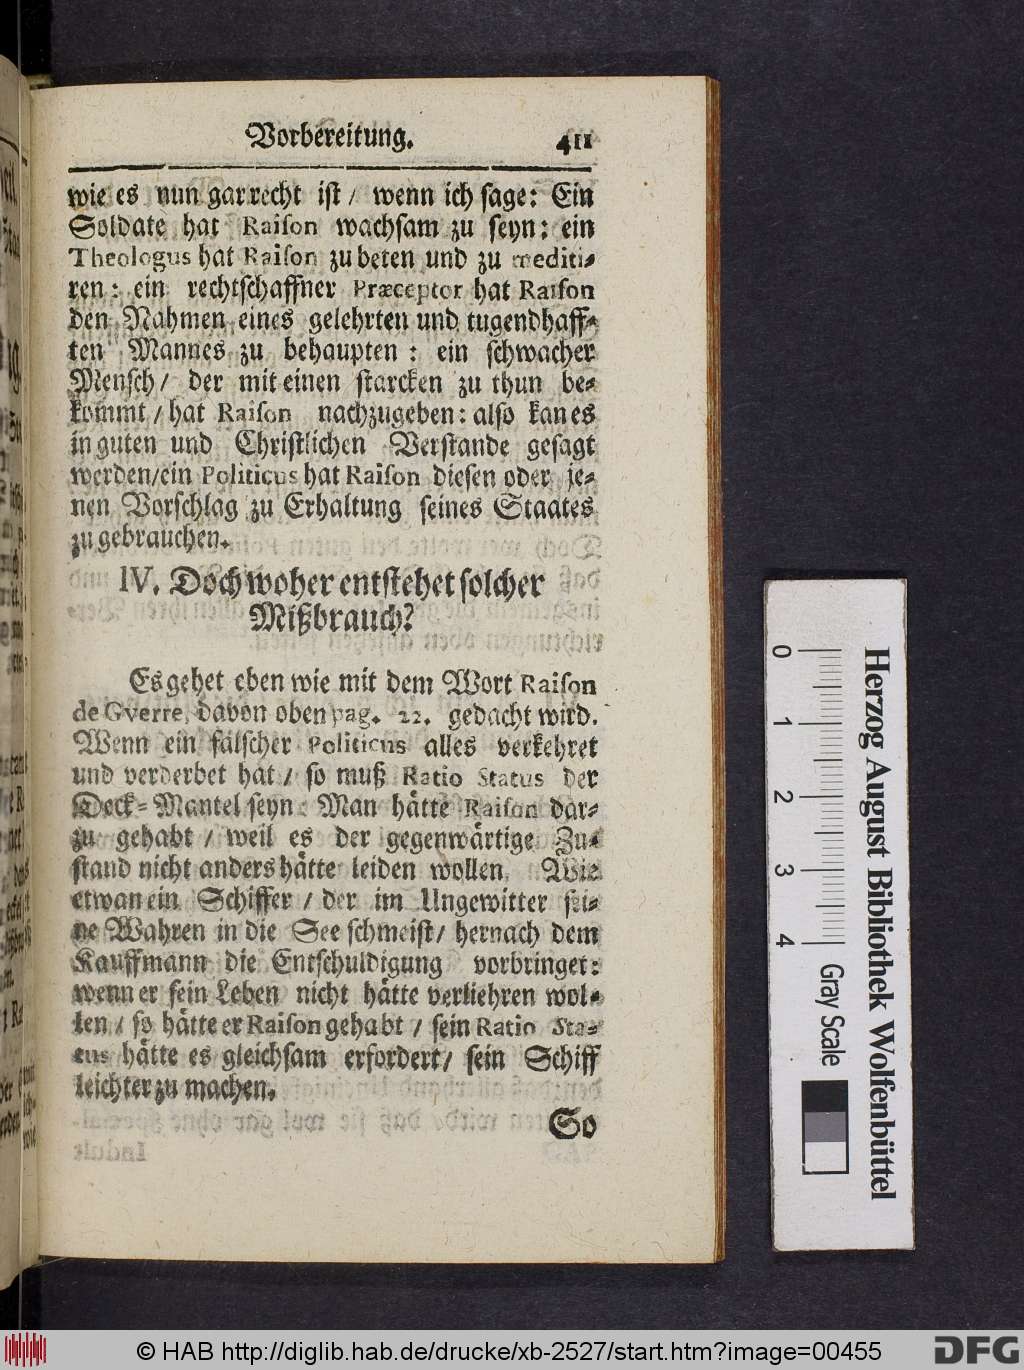 Vorbereitung. 411
wie es nun gar recht ist / wenn ich sage: Ein
Soldate hat Raison wachsam zu seyn: ein
Theologus hat Raison zu beten und zu mediti-
ren: ein rechtschaffner Præceptor hat Raison
den Nahmen eines gelehrten und tugendhaff-
ten Mannes zu behaupten: ein schwacher
Mensch / der mit einen starcken zu thun be-
kommt / hat Raison nachzugeben: also kan es
in guten und Christlichen Verstande gesagt
werden / ein Politicus hat Raison diesen oder je-
nen Vorschlag zu Erhaltung seines Staates
zu gebrauchen.
IV. Doch woher entstehet solcher
Mißbrauch?
Es gehet eben wie mit dem Wort Raison
de Gverre, davon oben pag. 22. gedacht wird.
Wenn ein falscher Politicus alles verkehret
und verderbet hat / so muß Ratio Status der
Deck-Mantel seyn. Man hätte Raison dar-
zu gehabt / weil es der gegenwärtige Zu-
stand nicht anders hätte leiden wollen. Wie
etwan ein Schiffer / der im Ungewitter sei-
ne Wahren in die See schmeist / hernach dem
Kauffmann die Entschuldigung vorbringet:
wenn er sein Leben nicht hätte verliehren wol-
len / so hätte er Raison gehabt / sein Ratio Sta-
tus hätte es gleichsam erfordert / sein Schiff
leichter zu machen.
So
0 1 2 3 4 Gray Scale
Herzog August Bibliothek Wolfenbüttel
© HAB http://diglib.hab.de/drucke/xb-2527/start.htm?image=00455
DFG